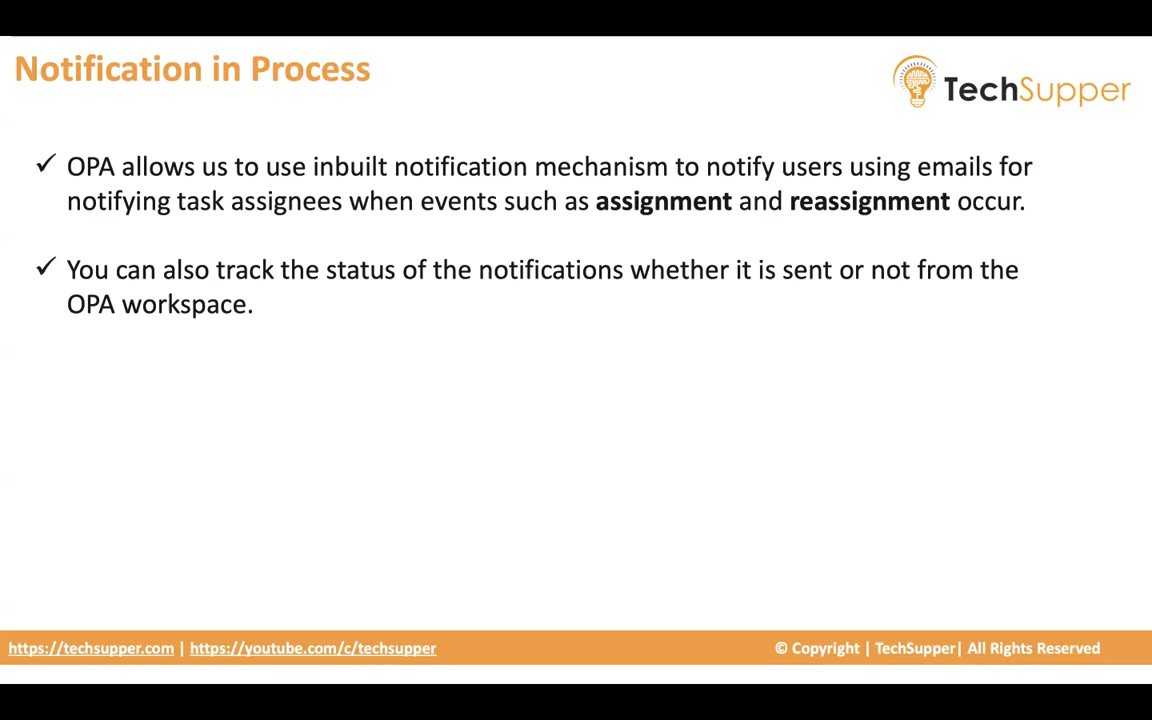 Notification in Process
TechSupper
✓ OPA allows us to use inbuilt notification mechanism to notify users using emails for
notifying task assignees when events such as assignment and reassignment occur.
✓ You can also track the status of the notifications whether it is sent or not from the
OPA workspace.
https://techsupper.com | https://youtube.com/c/techsupper
© Copyright | TechSupper| All Rights Reserved